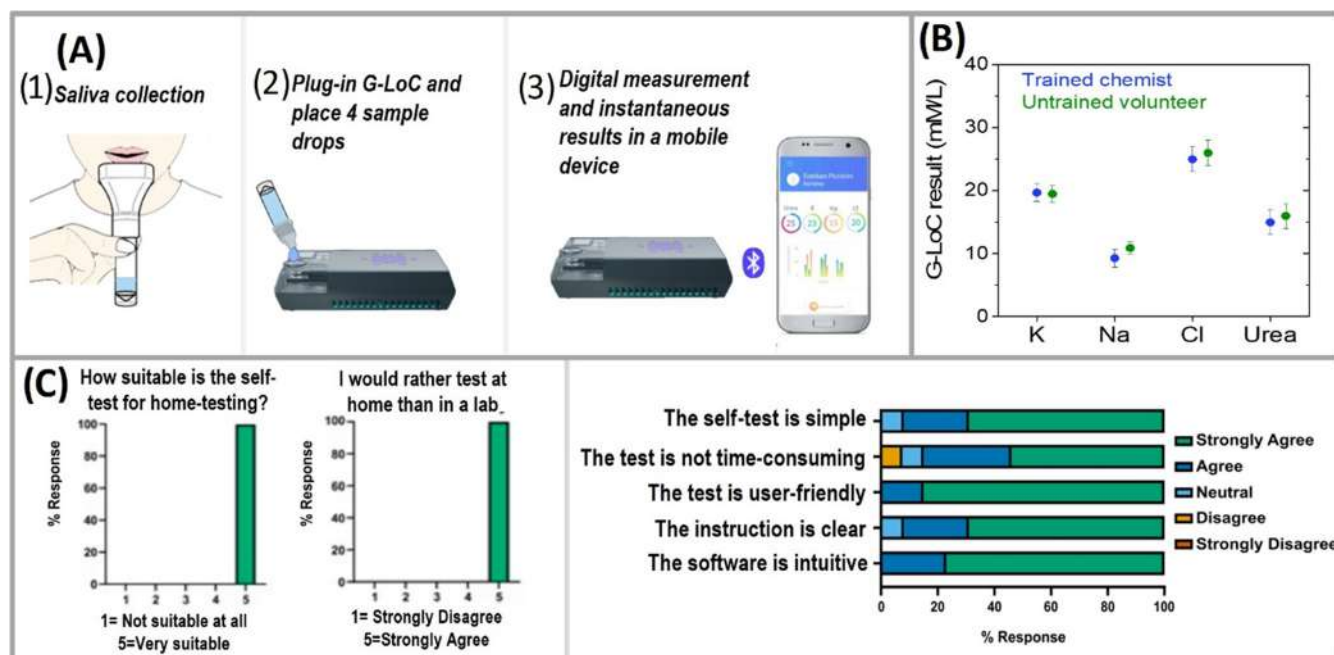 (A)
(1) Saliva collection
(2) Plug-in G-LoC and
place 4 sample
drops
(3) Digital measurement
and instantaneous
results in a mobile
device
Urea K Na Cl
25 25 20
(B)
Trained chemist
Untrained volunteer
G-LoC result (mM/L)
40
30
20
10
0
K Na Cl Urea
(C)
How suitable is the self-
test for home-testing?
% Response
100
80
60
40
20
0
1 2 3 4 5
1= Not suitable at all
5=Very suitable
I would rather test at
home than in a lab
% Response
100
80
60
40
20
0
1 2 3 4 5
1= Strongly Disagree
5=Strongly Agree
The self-test is simple
The test is not time-consuming
The test is user-friendly
The instruction is clear
The software is intuitive
0 20 40 60 80 100
% Response
Strongly Agree
Agree
Neutral
Disagree
Strongly Disagree